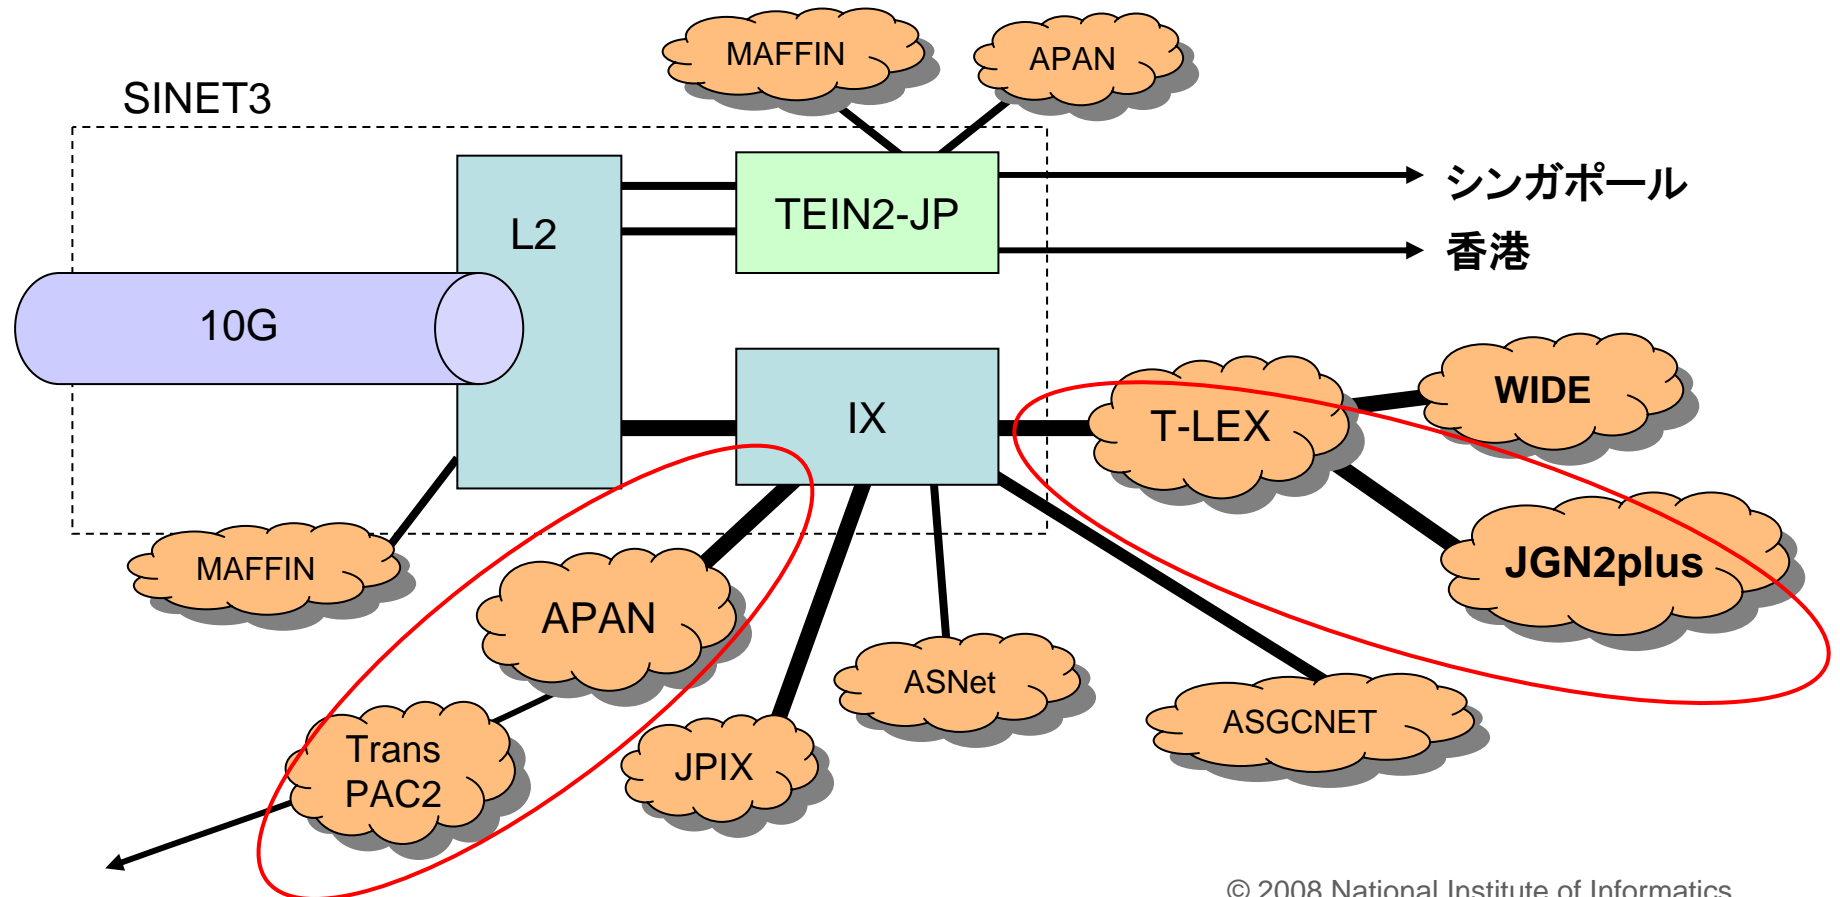 MAFFIN
APAN
SINET3
シンガポール
L2
TEIN2-JP
香港
10G
WIDE
IX
T-LEX
JGN2plus
MAFFIN
APAN
ASNet
ASGCNET
Trans
PAC2
JPIX
© 2008 National Institute of Informatics